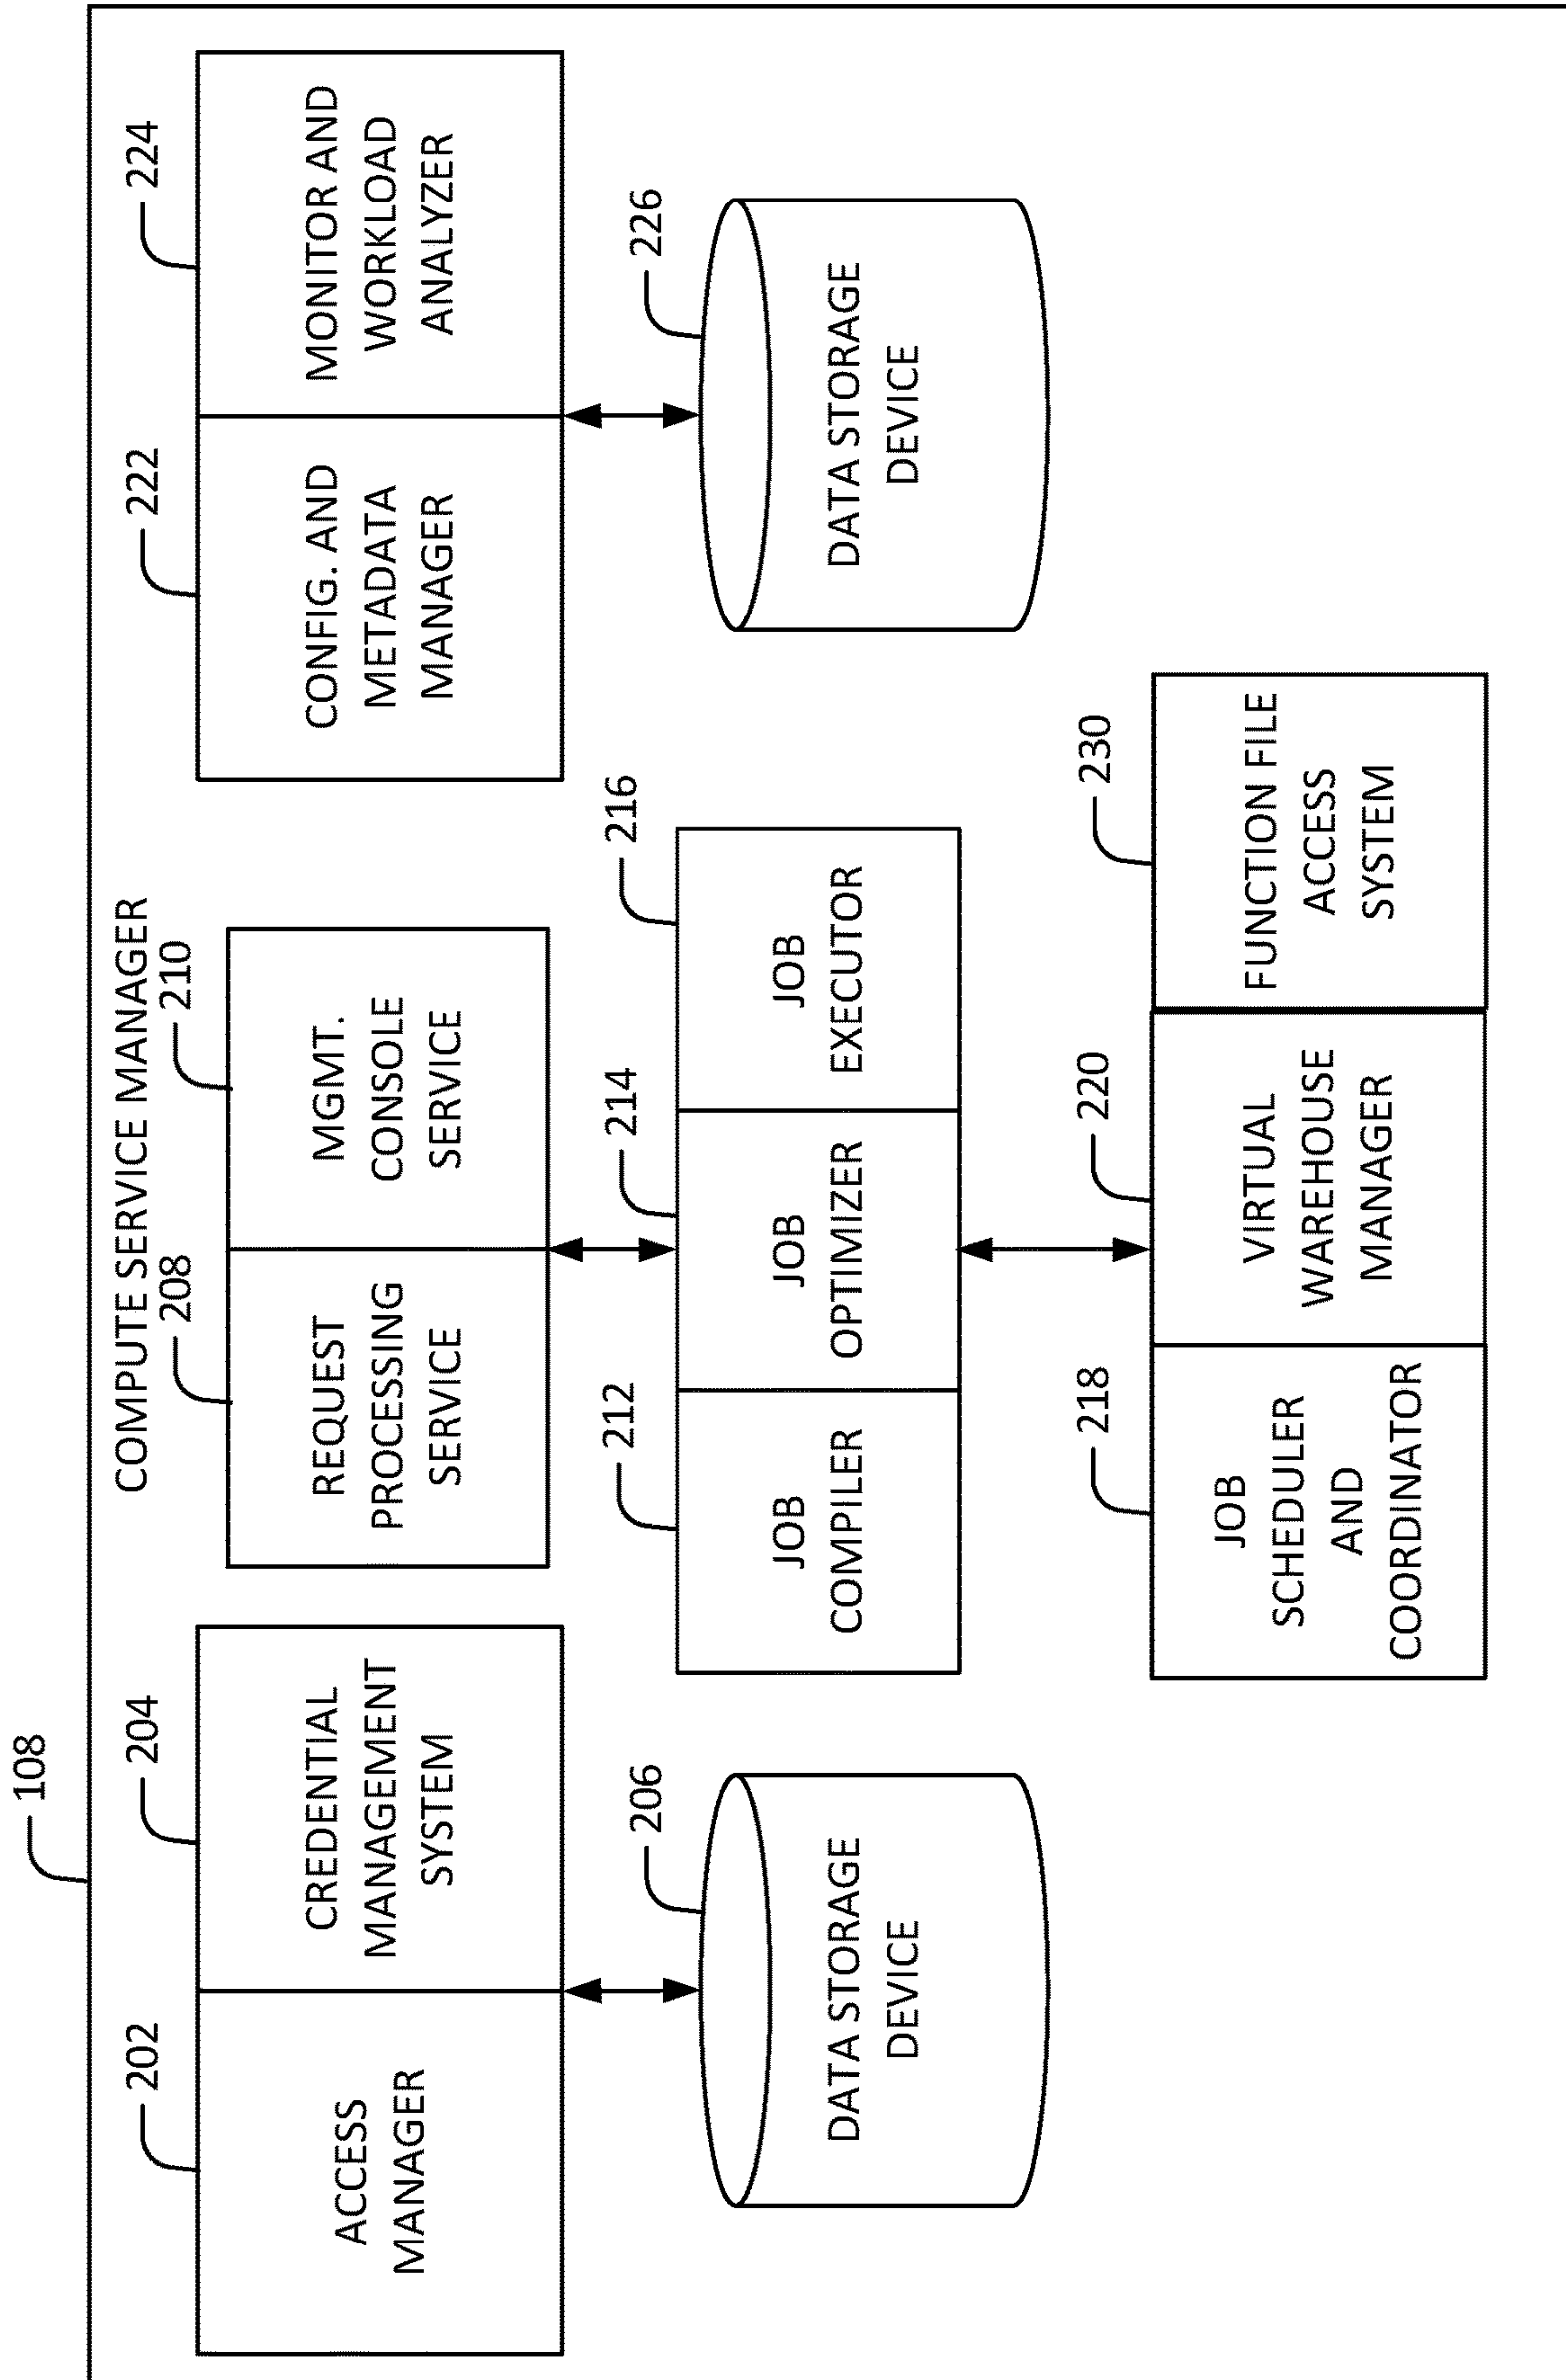 108
COMPUTE SERVICE MANAGER
202
204
208
210
222
224
ACCESS
MANAGER
CREDENTIAL
MANAGEMENT
SYSTEM
REQUEST
PROCESSING
SERVICE
MGMT.
CONSOLE
SERVICE
CONFIG. AND
METADATA
MANAGER
MONITOR AND
WORKLOAD
ANALYZER
206
212
214
216
226
DATA STORAGE
DEVICE
JOB
COMPILER
JOB
OPTIMIZER
JOB
EXECUTOR
DATA STORAGE
DEVICE
218
220
230
JOB
SCHEDULER
AND
COORDINATOR
VIRTUAL
WAREHOUSE
MANAGER
FUNCTION FILE
ACCESS
SYSTEM